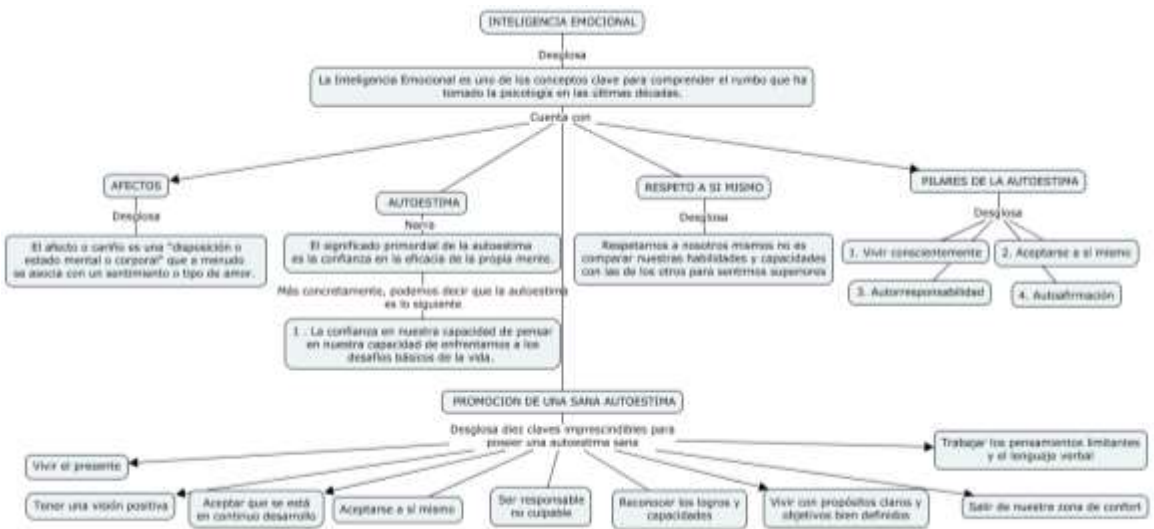 INTELIGENCIA EMOCIONAL
Desglosa
La Inteligencia Emocional es uno de los conceptos clave para comprender el rumbo que ha
tomado la psicología en las últimas décadas.
Cuenta con
AFECTOS
Desglosa
El afecto o cariño es una "disposición o
estado mental o corporal" que a menudo
se asocia con un sentimiento o tipo de amor.
AUTOESTIMA
Narra
El significado primordial de la autoestima
es la confianza en la eficacia de la propia mente.
Más concretamente, podemos decir que la autoestima
es lo siguiente
1 . La confianza en nuestra capacidad de pensar
en nuestra capacidad de enfrentarnos a los
desafíos básicos de la vida.
RESPETO A SI MISMO
Desglosa
Respetarnos a nosotros mismos no es
comparar nuestras habilidades y capacidades
con las de los otros para sentirnos superiores
PILARES DE LA AUTOESTIMA
Desglosa
1. Vivir conscientemente
2. Aceptarse a sí mismo
3. Autorresponsabilidad
4. Autoafirmación
PROMOCION DE UNA SANA AUTOESTIMA
Desglosa diez claves imprescindibles para
poseer una autoestima sana
Vivir el presente
Tener una visión positiva
Aceptar que se está
en continuo desarrollo
Aceptarse a sí mismo
Ser responsable
no culpable
Reconocer los logros y
capacidades
Vivir con propósitos claros y
objetivos bien definidos
Salir de nuestra zona de confort
Trabajar los pensamientos limitantes
y el lenguaje verbal